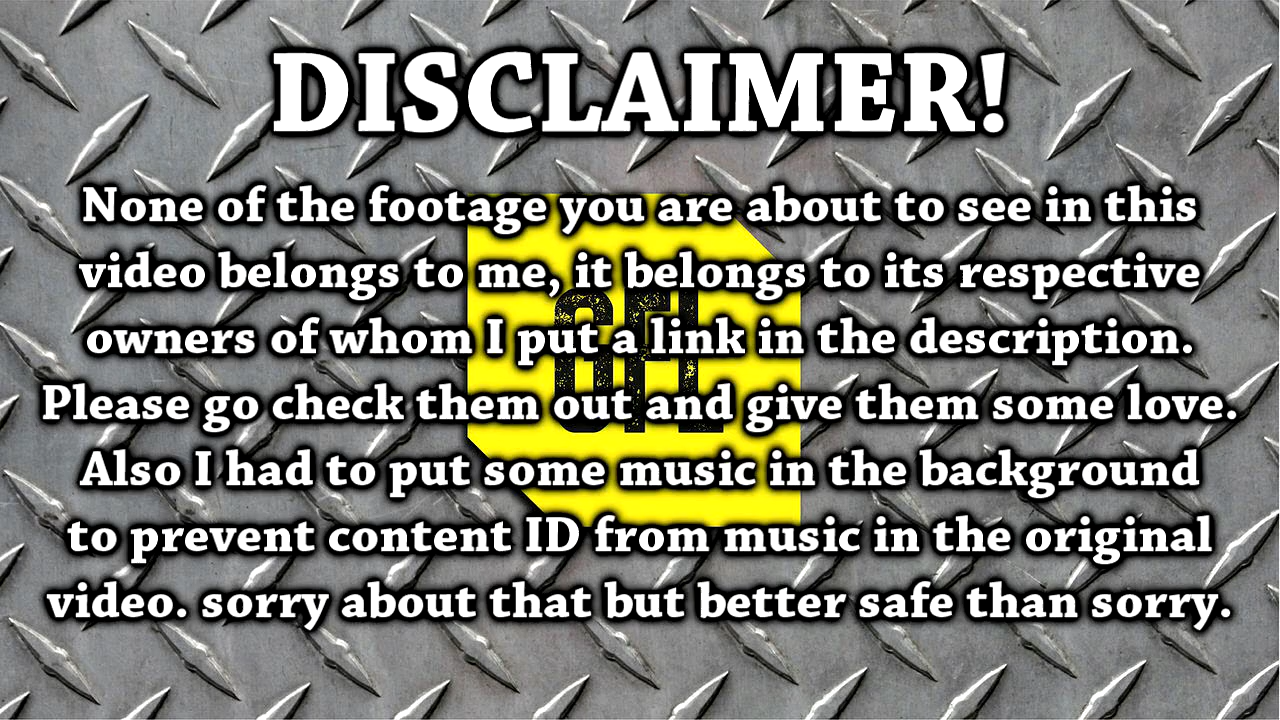 DISCLAIMER!
None of the footage you are about to see in this
video belongs to me, it belongs to its respective
owners of whom I put a link in the description.
Please go check them out and give them some love.
Also I had to put some music in the background
to prevent content ID from music in the original
video. sorry about that but better safe than sorry.
GFL